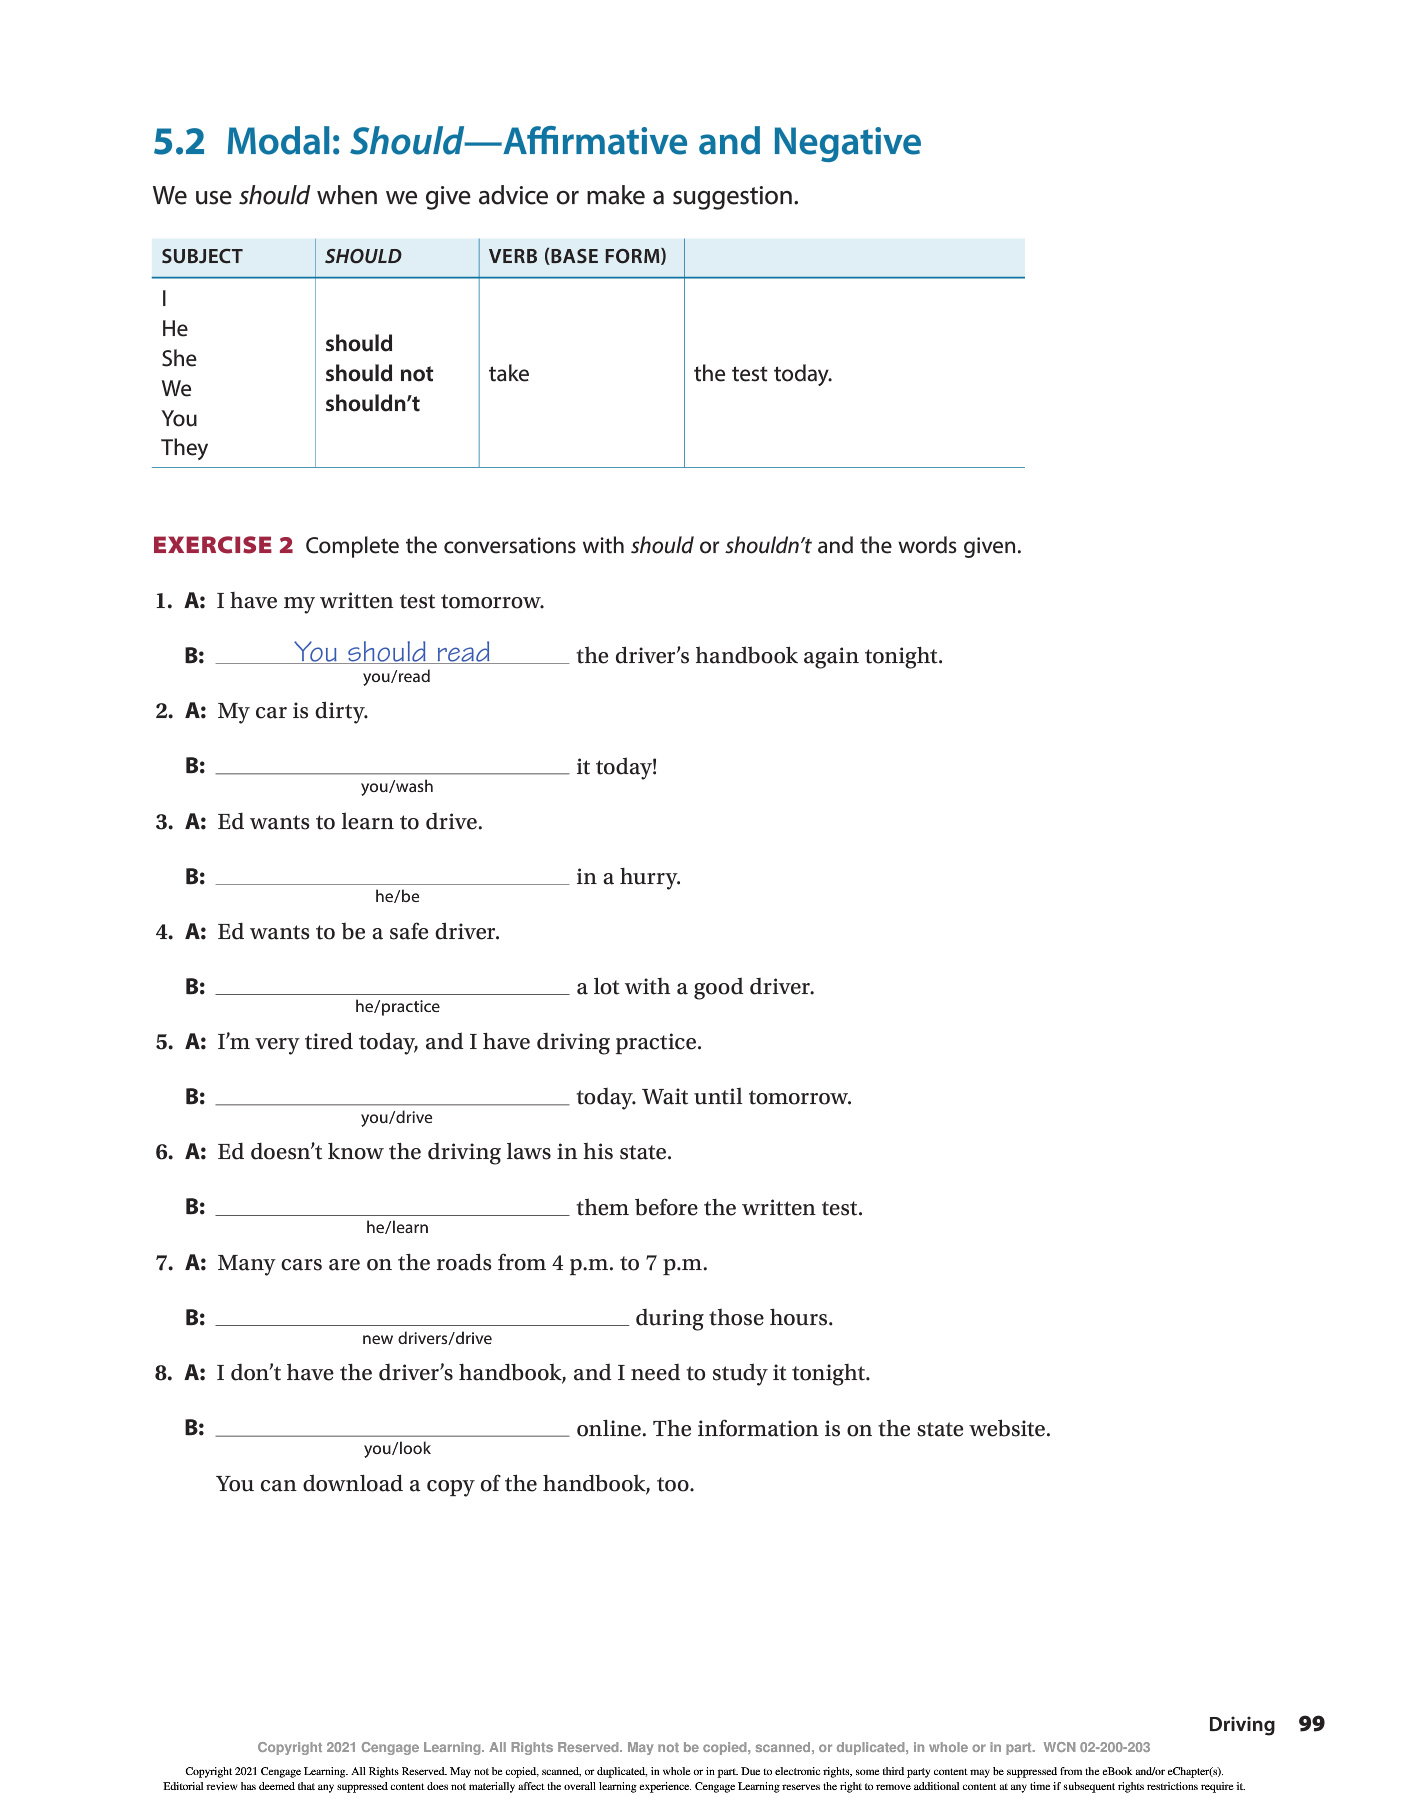 5.2 Modal: Should—Affirmative and Negative
We use should when we give advice or make a suggestion.
SUBJECT SHOULD VERB (BASE FORM)
I
He
She
We
You
They
should
should not
shouldn't
take
the test today.
EXERCISE 2 Complete the conversations with should or shouldn't and the words given.
1. A: I have my written test tomorrow.
B: You should read the driver's handbook again tonight.
you/read
2. A: My car is dirty.
B: it today!
you/wash
3. A: Ed wants to learn to drive.
B: in a hurry.
he/be
4. A: Ed wants to be a safe driver.
B: a lot with a good driver.
he/practice
5. A: I'm very tired today, and I have driving practice.
B: today. Wait until tomorrow.
you/drive
6. A: Ed doesn't know the driving laws in his state.
B: them before the written test.
he/learn
7. A: Many cars are on the roads from 4 p.m. to 7 p.m.
B: during those hours.
new drivers/drive
8. A: I don't have the driver's handbook, and I need to study it tonight.
B: online. The information is on the state website.
you/look
You can download a copy of the handbook, too.
Driving 99
Copyright 2021 Cengage Learning. All Rights Reserved. May not be copied, scanned, or duplicated, in whole or in part. WCN 02-200-203
Copyright 2021 Cengage Learning. All Rights Reserved. May not be copied, scanned, or duplicated, in whole or in part. Due to electronic rights, some third party content may be suppressed from the eBook and/or eChapter(s).
Editorial review has deemed that any suppressed content does not materially affect the overall learning experience. Cengage Learning reserves the right to remove additional content at any time if subsequent rights restrictions require it.